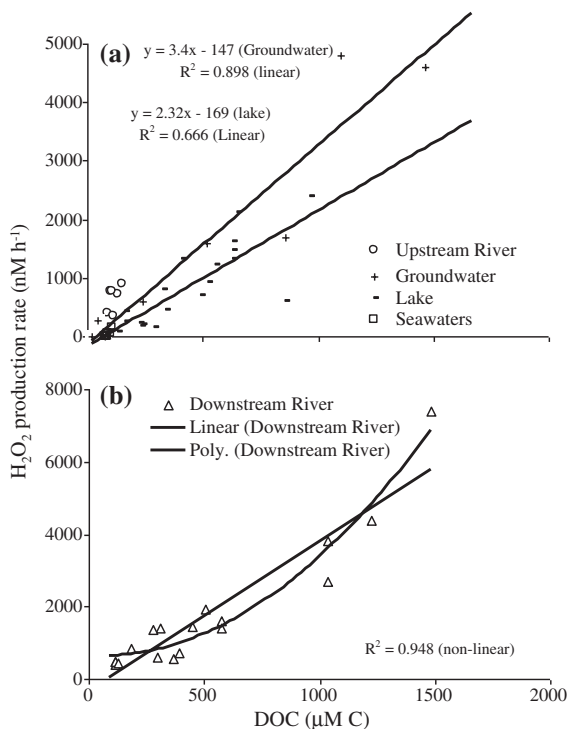 (a)
y = 3.4x - 147 (Groundwater)
R² = 0.898 (linear)
y = 2.32x - 169 (lake)
R² = 0.666 (Linear)
5000
4000
3000
2000
1000
0
Upstream River
Groundwater
Lake
Seawaters
H₂O₂ production rate (nM h⁻¹)
(b)
Downstream River
Linear (Downstream River)
Poly. (Downstream River)
8000
6000
4000
2000
0
R² = 0.948 (non-linear)
0 500 1000 1500 2000
DOC (µM C)